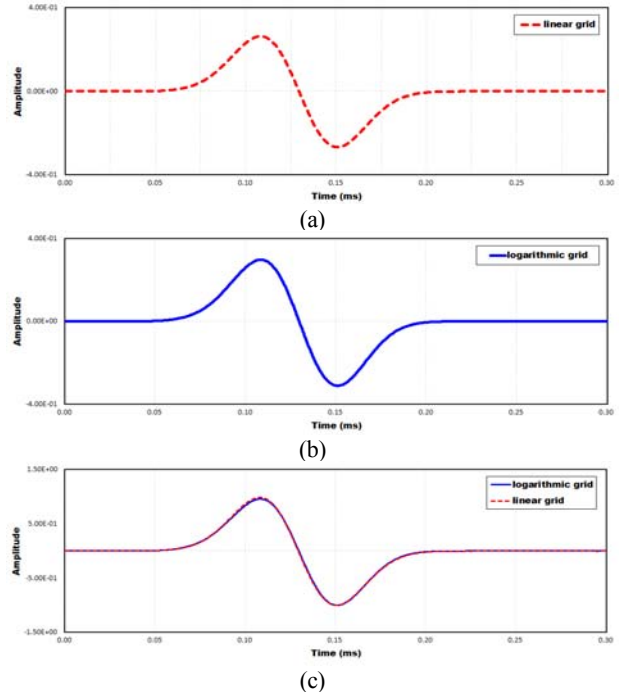 4.00E-01
linear grid
Amplitude
0.00E+00
-4.00E-01
0.00 0.05 0.10 0.15 0.20 0.25 0.30
Time (ms)
(a)
4.00E-01
logarithmic grid
Amplitude
0.00E+00
-4.00E-01
0.00 0.05 0.10 0.15 0.20 0.25 0.30
Time (ms)
(b)
1.50E+00
logarithmic grid
linear grid
5.00E-01
Amplitude
-5.00E-01
-1.50E+00
0.00 0.05 0.10 0.15 0.20 0.25 0.30
Time (ms)
(c)